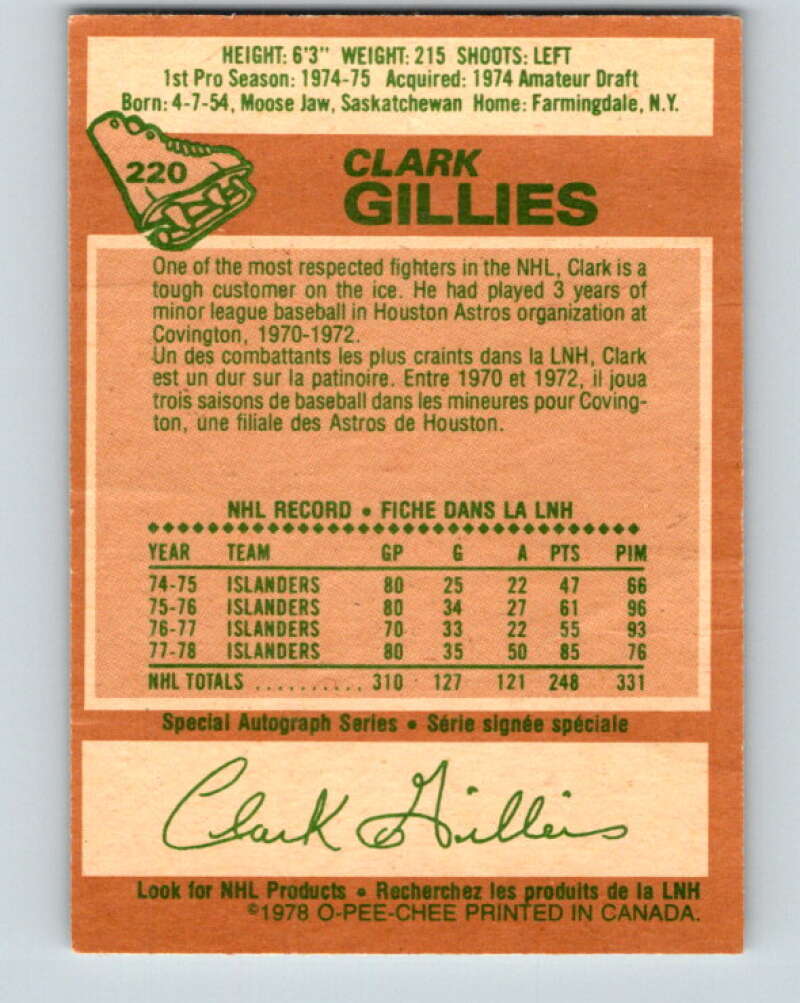 HEIGHT: 6'3" WEIGHT: 215 SHOOTS: LEFT
1st Pro Season: 1974-75 Acquired: 1974 Amateur Draft
Born: 4-7-54, Moose Jaw, Saskatchewan Home: Farmingdale, N.Y.
220
CLARK
GILLIES
One of the most respected fighters in the NHL, Clark is a
tough customer on the ice. He had played 3 years of
minor league baseball in Houston Astros organization at
Covington, 1970-1972.
Un des combattants les plus craints dans la LNH, Clark
est un dur sur la patinoire. Entre 1970 et 1972, il joua
trois saisons de baseball dans les mineures pour Coving-
ton, une filiale des Astros de Houston.
NHL RECORD • FICHE DANS LA LNH
YEAR TEAM GP G A PTS PIM
74-75 ISLANDERS 80 25 22 47 66
75-76 ISLANDERS 80 34 27 61 96
76-77 ISLANDERS 70 33 22 55 93
77-78 ISLANDERS 80 35 50 85 76
NHL TOTALS .......... 310 127 121 248 331
Special Autograph Series • Série signée spéciale
Clark Gillies
Look for NHL Products • Recherchez les produits de la LNH
©1978 O-PEE-CHEE PRINTED IN CANADA.